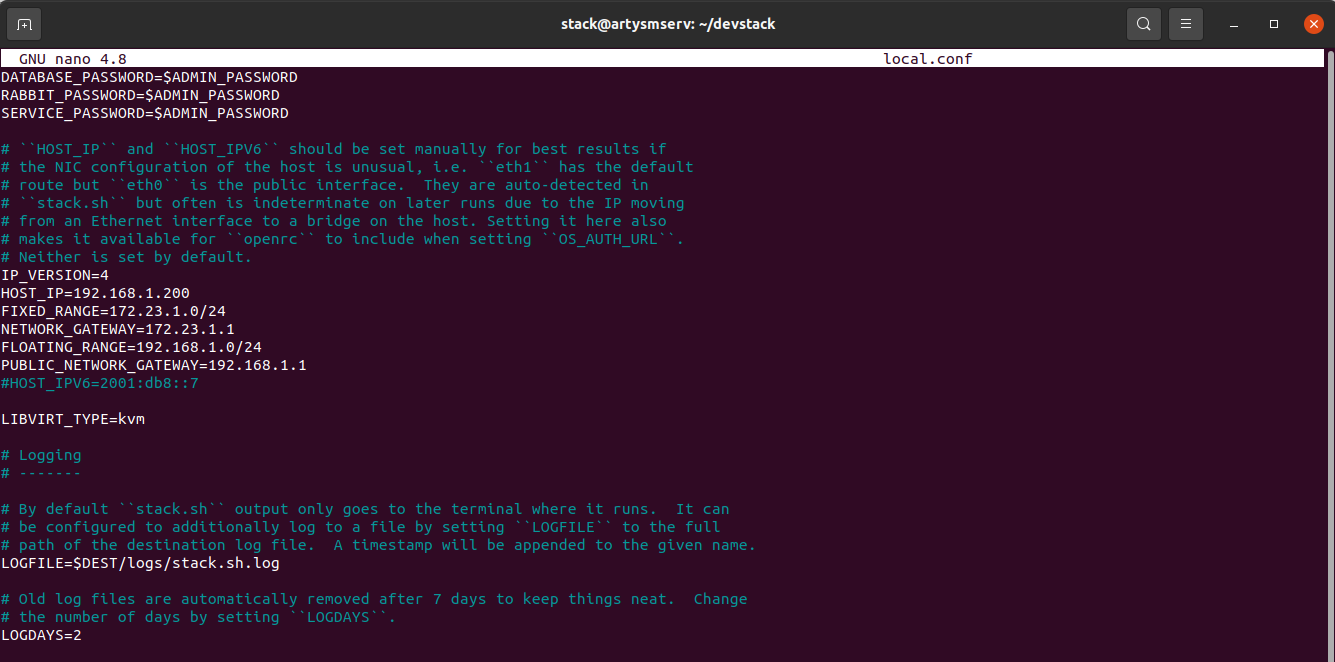 stack@artysmserv: ~/devstack
GNU nano 4.8 local.conf
DATABASE_PASSWORD=$ADMIN_PASSWORD
RABBIT_PASSWORD=$ADMIN_PASSWORD
SERVICE_PASSWORD=$ADMIN_PASSWORD
# ``HOST_IP`` and ``HOST_IPV6`` should be set manually for best results if
# the NIC configuration of the host is unusual, i.e. ``eth1`` has the default
# route but ``eth0`` is the public interface.  They are auto-detected in
# ``stack.sh`` but often is indeterminate on later runs due to the IP moving
# from an Ethernet interface to a bridge on the host. Setting it here also
# makes it available for ``openrc`` to include when setting ``OS_AUTH_URL``.
# Neither is set by default.
IP_VERSION=4
HOST_IP=192.168.1.200
FIXED_RANGE=172.23.1.0/24
NETWORK_GATEWAY=172.23.1.1
FLOATING_RANGE=192.168.1.0/24
PUBLIC_NETWORK_GATEWAY=192.168.1.1
#HOST_IPV6=2001:db8::7
LIBVIRT_TYPE=kvm
# Logging
# -------
# By default ``stack.sh`` output only goes to the terminal where it runs.  It can
# be configured to additionally log to a file by setting ``LOGFILE`` to the full
# path of the destination log file.  A timestamp will be appended to the given name.
LOGFILE=$DEST/logs/stack.sh.log
# Old log files are automatically removed after 7 days to keep things neat.  Change
# the number of days by setting ``LOGDAYS``.
LOGDAYS=2